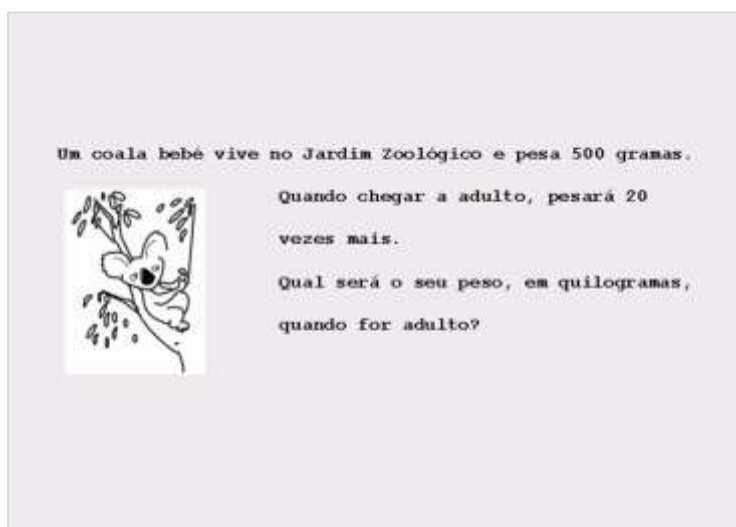 Um coala bebé vive no Jardim Zoológico e pesa 500 gramas.
Quando chegar a adulto, pesará 20
vezes mais.
Qual será o seu peso, em quilogramas,
quando for adulto?